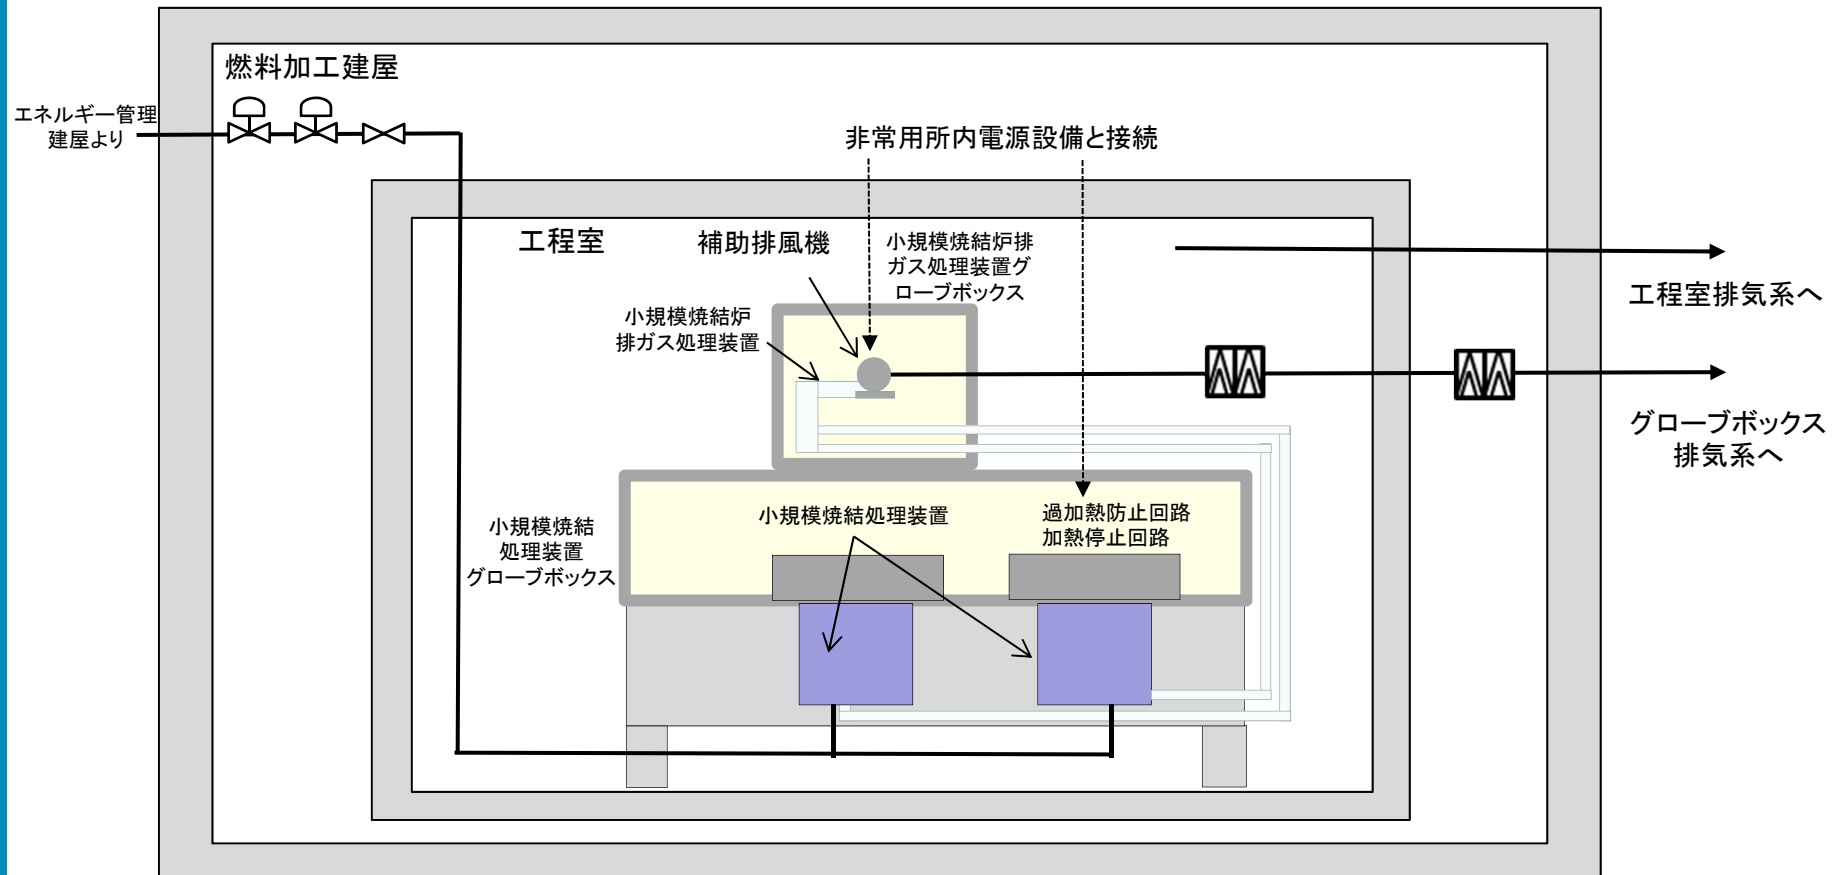 燃料加工建屋
エネルギー管理
建屋より
非常用所内電源設備と接続
工程室
補助排風機
小規模焼結炉排
ガス処理装置グ
ローブボックス
工程室排気系へ
小規模焼結炉
排ガス処理装置
グローブボックス
排気系へ
小規模焼結
処理装置
グローブボックス
小規模焼結処理装置
過加熱防止回路
加熱停止回路